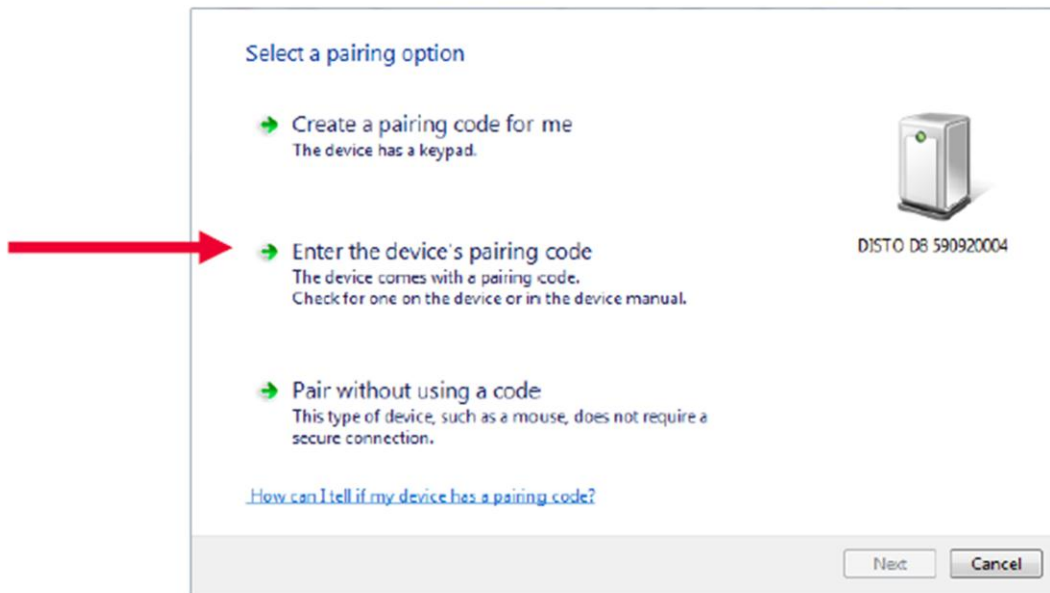 Select a pairing option
Create a pairing code for me
The device has a keypad.
Enter the device's pairing code
The device comes with a pairing code.
Check for one on the device or in the device manual.
DISTO D8 590920004
Pair without using a code
This type of device, such as a mouse, does not require a
secure connection.
How can I tell if my device has a pairing code?
Next
Cancel